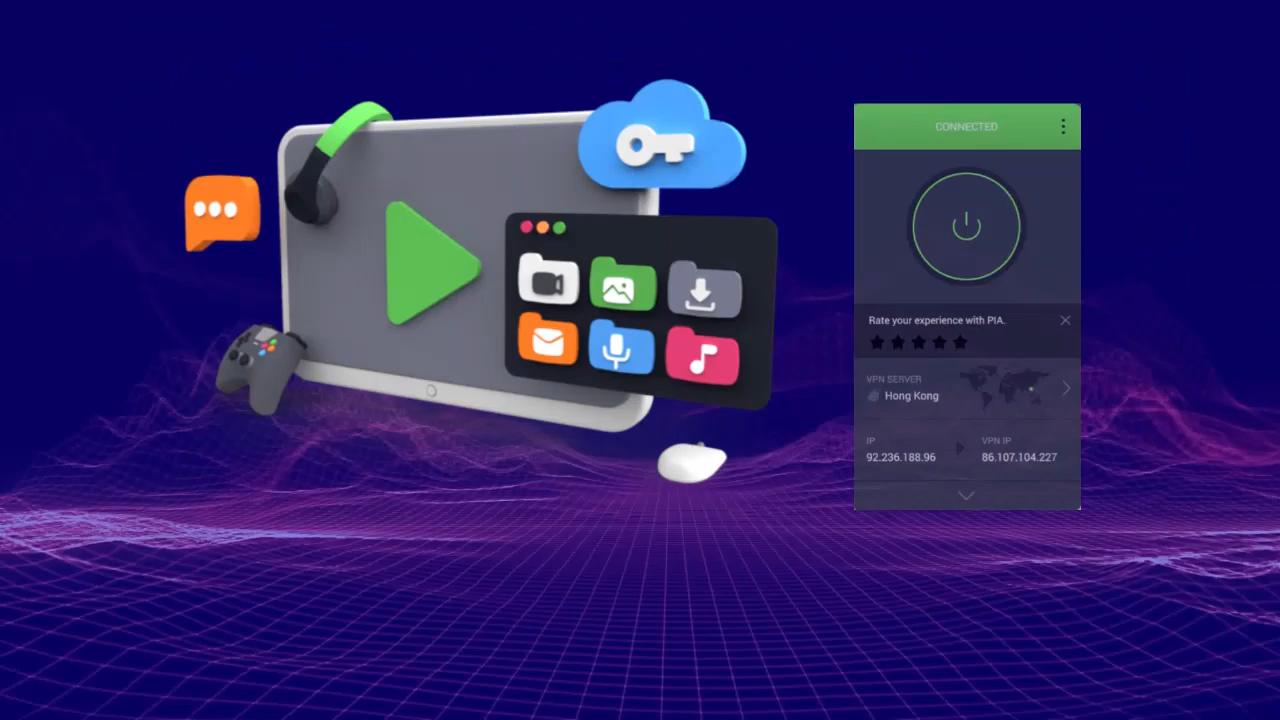 CONNECTED
Rate your experience with PIA.
VPN SERVER
Hong Kong
IP
VPN IP
92.236.188.96
86.107.104.227